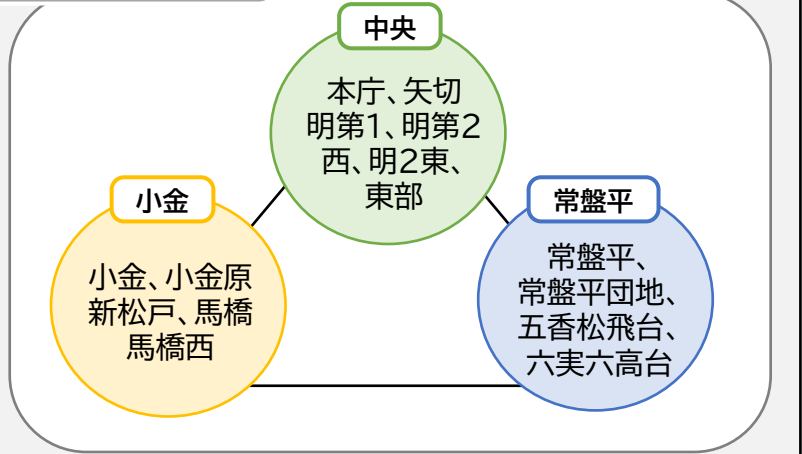 中央
本庁、矢切
明第1、明第2
西、明2東、
東部
小金
小金、小金原
新松戸、馬橋
馬橋西
常盤平
常盤平、
常盤平団地、
五香松飛台、
六実六高台